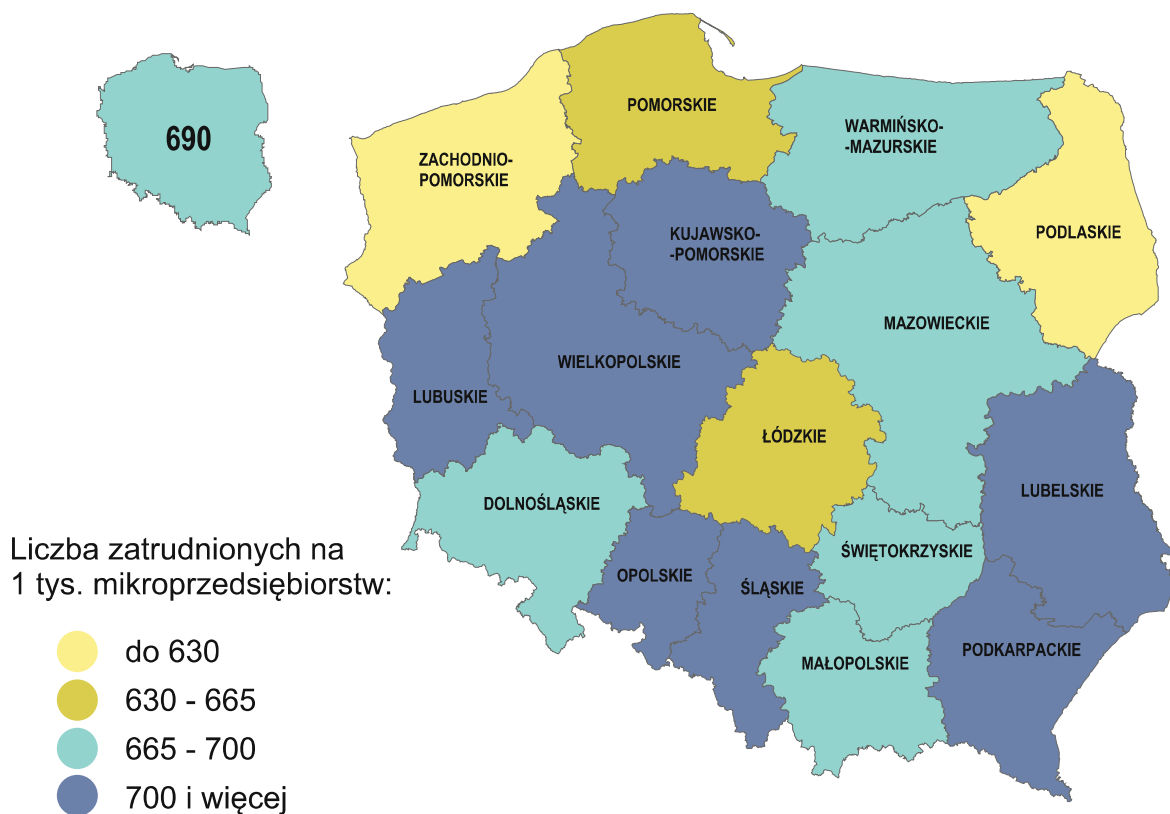 690
POMORSKIE
WARMIŃSKO-
-MAZURSKIE
ZACHODNIO-
POMORSKIE
KUJAWSKO-
-POMORSKIE
PODLASKIE
MAZOWIECKIE
WIELKOPOLSKIE
LUBUSKIE
ŁÓDZKIE
LUBELSKIE
DOLNOŚLĄSKIE
ŚWIĘTOKRZYSKIE
OPOLSKIE
ŚLĄSKIE
PODKARPACKIE
MAŁOPOLSKIE
Liczba zatrudnionych na
1 tys. mikroprzedsiębiorstw:
do 630
630 - 665
665 - 700
700 i więcej